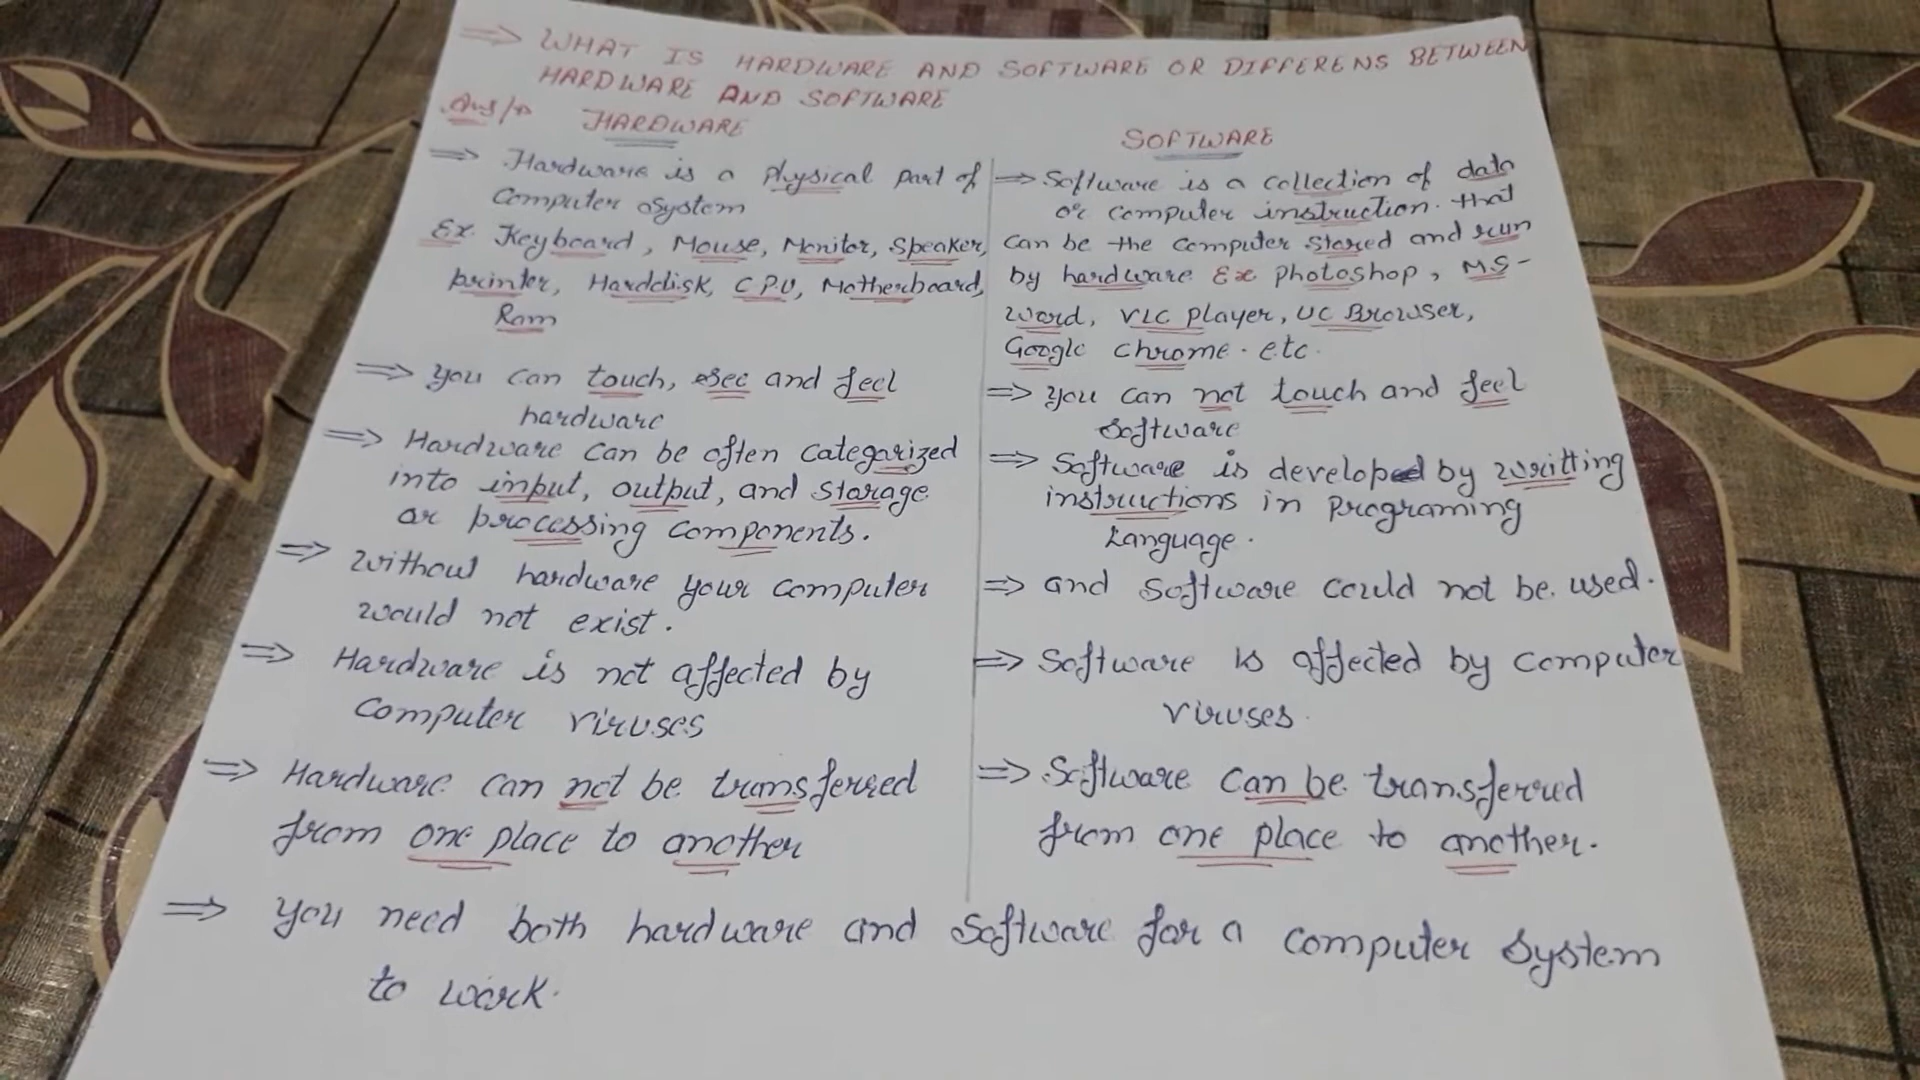 ⇒ WHAT IS HARDWARE AND SOFTWARE OR DIFFERENS BETWEEN
HARDWARE AND SOFTWARE
Ans/n
HARDWARE
⇒ Hardware is a physical part of
Computer System
Ex. Keyboard, Mouse, Monitor, Speaker,
printer, Harddisk, C.P.U, Motherboard,
Ram
⇒ you can touch, see and feel
hardware
⇒ Hardware can be often categarized
into input, output, and starage
or processing components.
⇒ without hardware your computer
would not exist.
⇒ Hardware is not affected by
Computer viruses
⇒ Hardware can not be transferred
from one place to another
SOFTWARE
⇒ Software is a collection of data
or computer instruction. that
can be the computer stored and run
by hardware Ex photoshop, MS-
word, VLC player, UC Browser,
Google chrome. etc.
⇒ you can not touch and feel
Software
⇒ Software is developed by writting
instructions in programing
Language.
⇒ and Software could not be used.
⇒ Software is affected by computer
viruses.
⇒ Software can be transferred
from one place to another.
⇒ you need both hardware and Software for a computer system
to work.